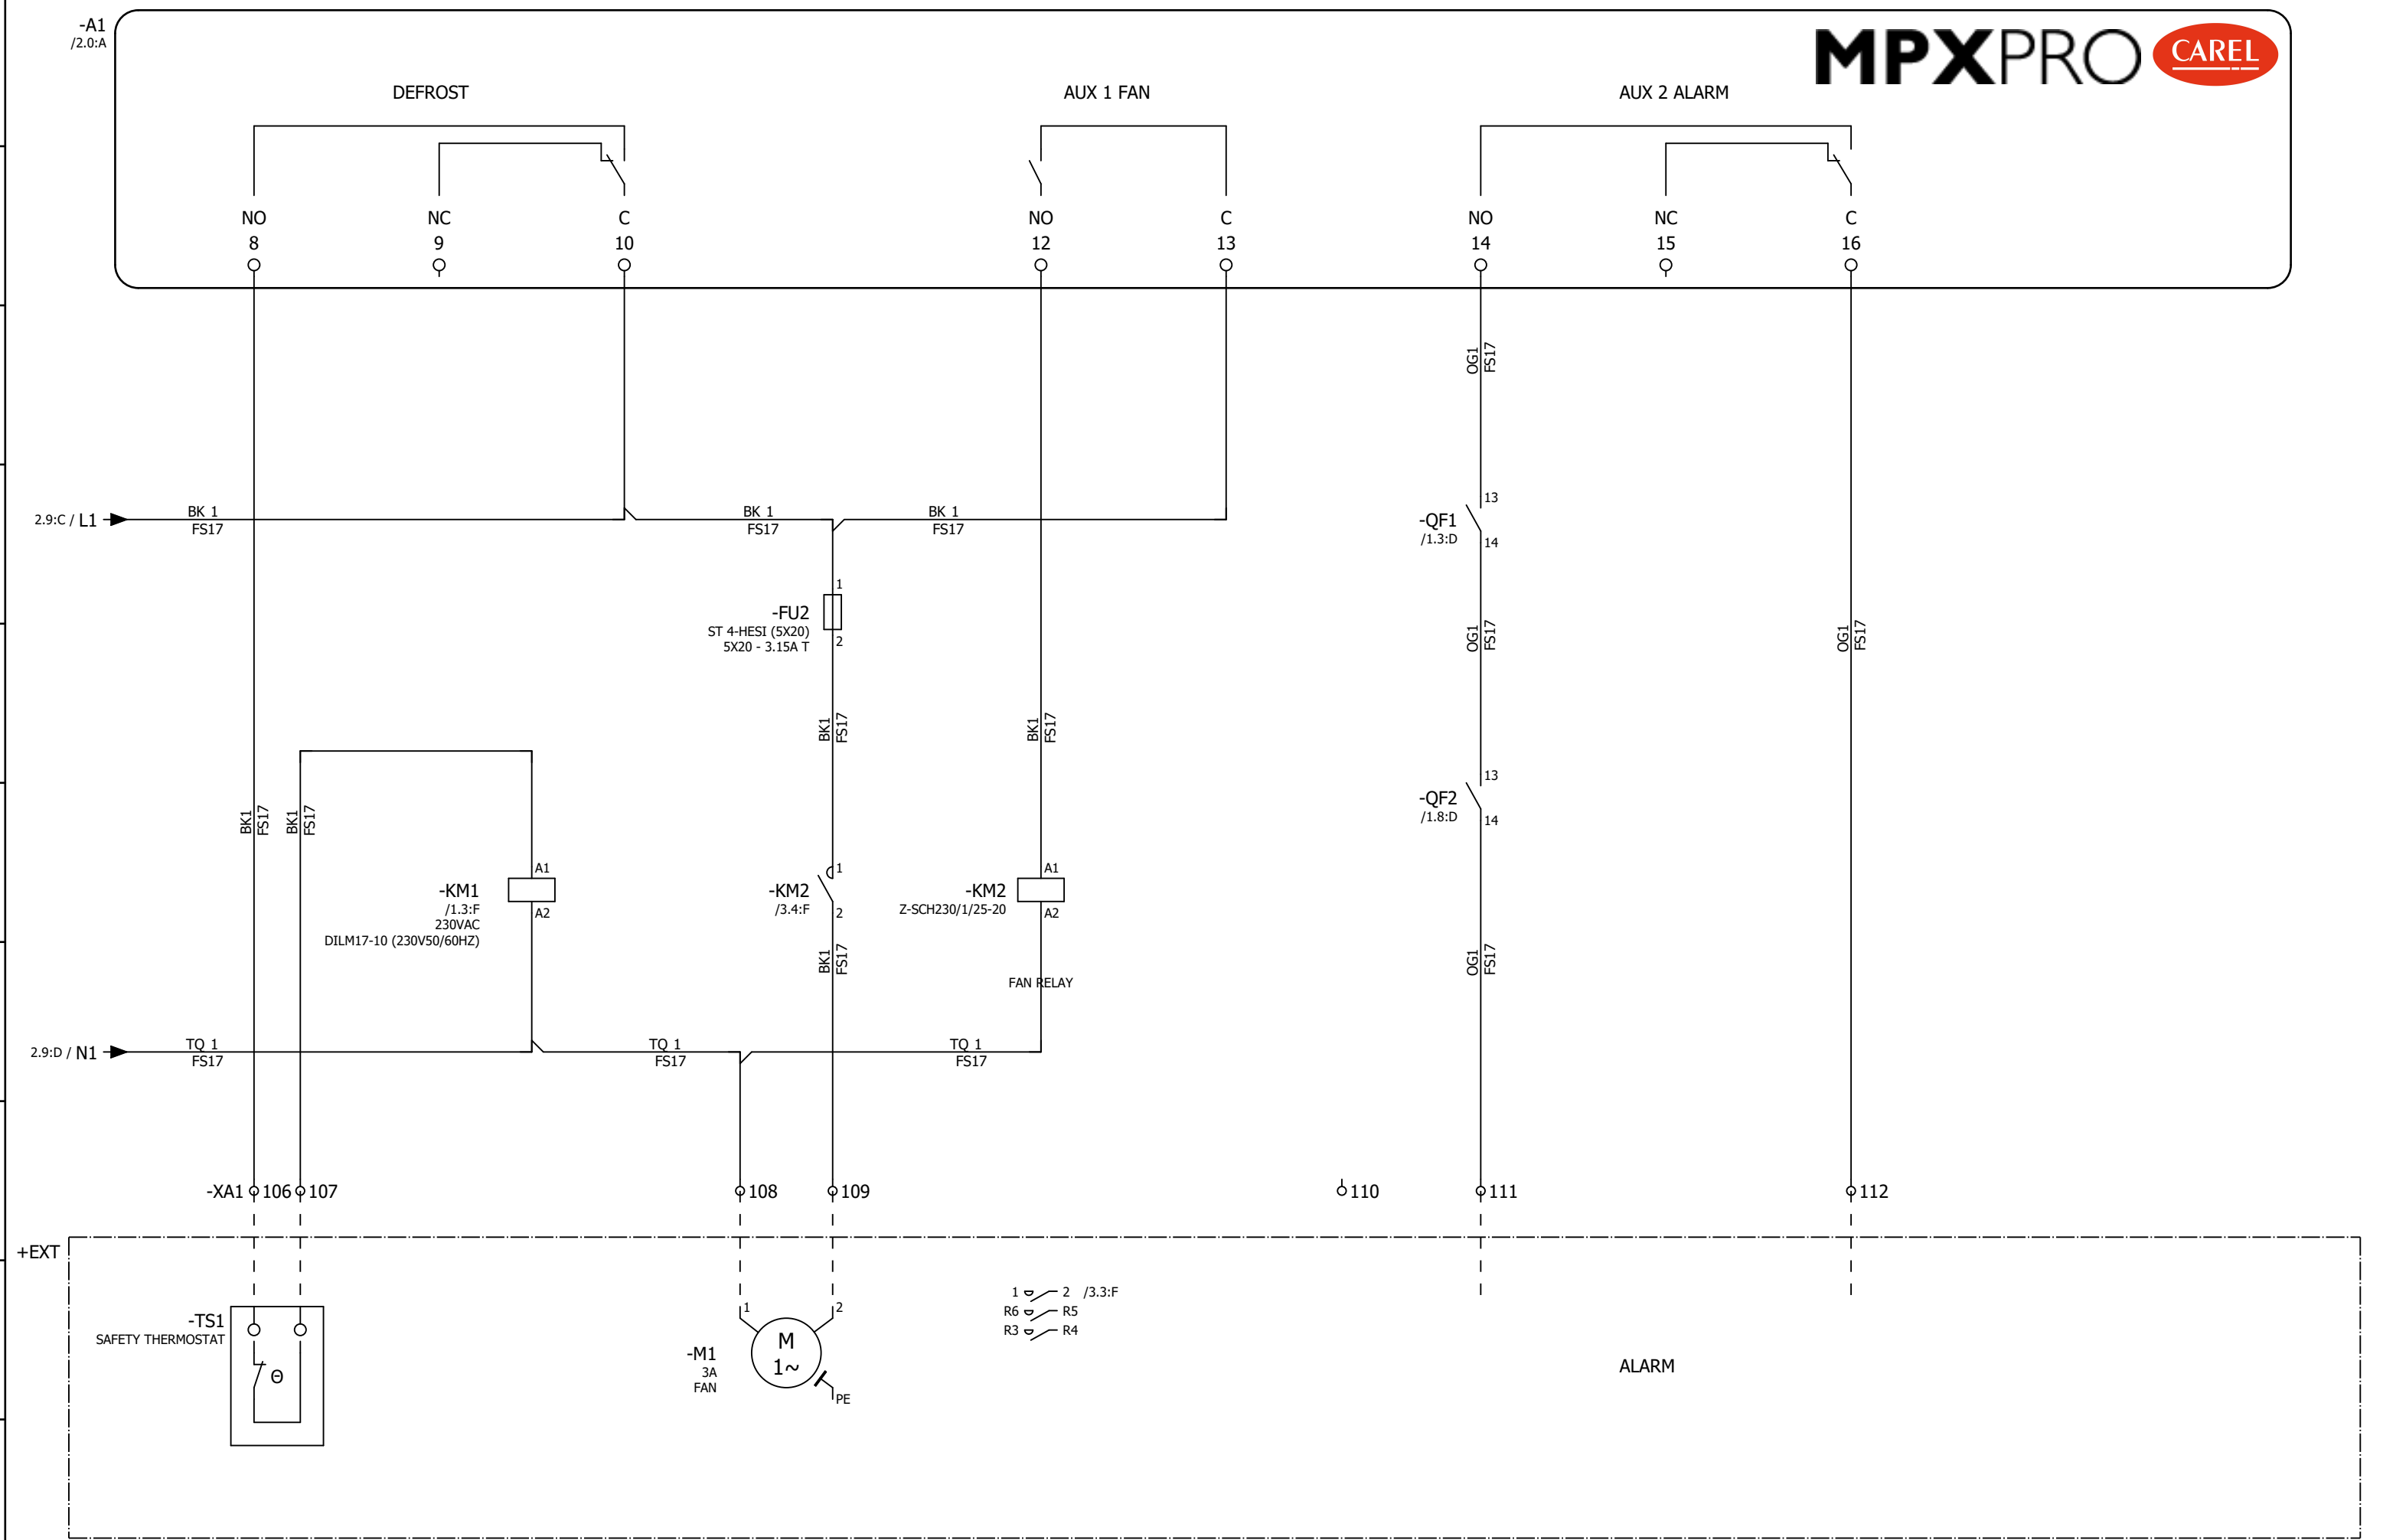 -A1
/2.0:A
MPXPRO
CAREL
DEFROST
AUX 1 FAN
AUX 2 ALARM
NO
NC
C
NO
C
NO
NC
C
8
9
10
12
13
14
15
16
OG1
FS17
2.9:C / L1
BK 1
FS17
BK 1
FS17
BK 1
FS17
-QF1
/1.3:D
13
14
-FU2
ST 4-HESI (5X20)
5X20 - 3.15A T
1
2
OG1
FS17
OG1
FS17
BK1
FS17
BK1
FS17
BK1
FS17
BK1
FS17
-QF2
/1.8:D
13
14
-KM1
/1.3:F
230VAC
DILM17-10 (230V50/60HZ)
A1
A2
-KM2
/3.4:F
1
2
-KM2
Z-SCH230/1/25-20
A1
A2
BK1
FS17
OG1
FS17
FAN RELAY
2.9:D / N1
TQ 1
FS17
TQ 1
FS17
TQ 1
FS17
-XA1
106
107
108
109
110
111
112
+EXT
-TS1
SAFETY THERMOSTAT
Θ
1
2
M
1~
-M1
3A
FAN
PE
1 2 /3.3:F
R6 R5
R3 R4
ALARM